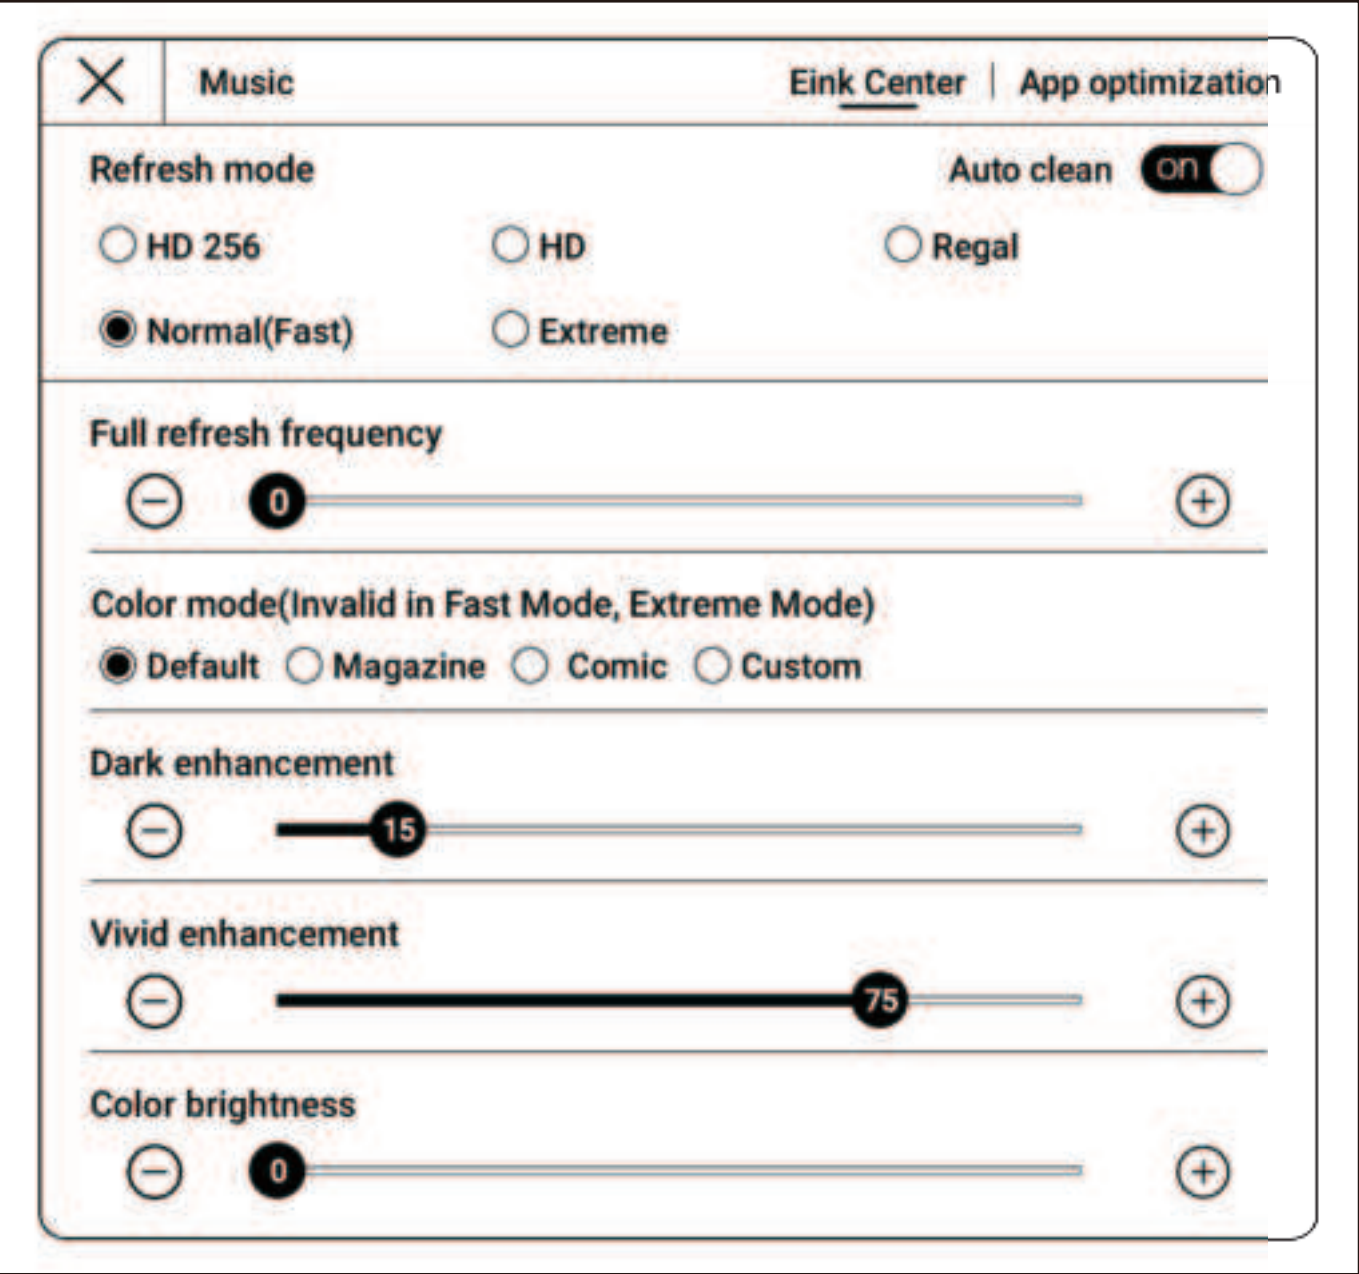 Music Eink Center | App optimization
Refresh mode Auto clean on
HD 256 HD Regal
Normal(Fast) Extreme
Full refresh frequency
0
Color mode(Invalid in Fast Mode, Extreme Mode)
Default Magazine Comic Custom
Dark enhancement
15
Vivid enhancement
75
Color brightness
0